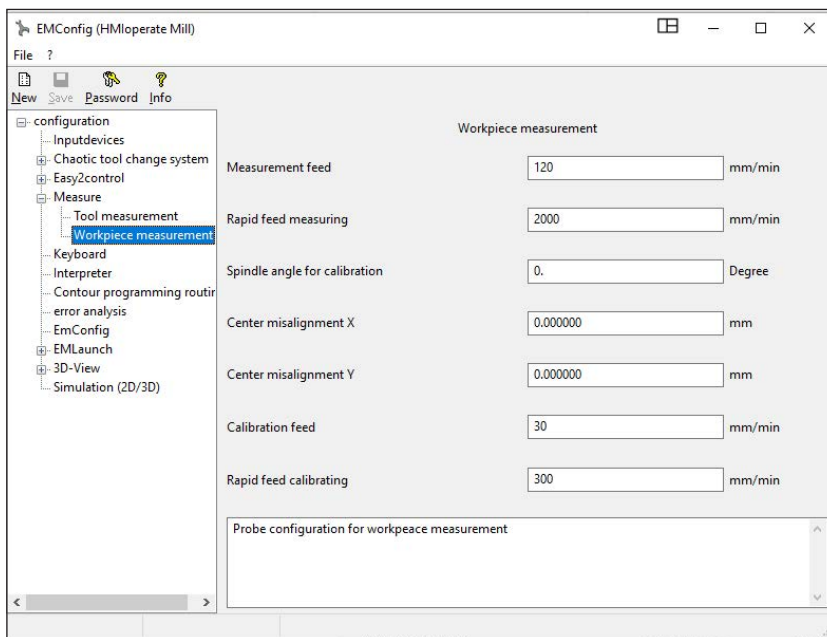 EMConfig (HMIoperate Mill)
File ?
New Save Password Info
configuration
Inputdevices
Chaotic tool change system
Easy2control
Measure
Tool measurement
Workpiece measurement
Keyboard
Interpreter
Contour programming routir
error analysis
EmConfig
EMLaunch
3D-View
Simulation (2D/3D)
Workpiece measurement
Measurement feed 120 mm/min
Rapid feed measuring 2000 mm/min
Spindle angle for calibration 0. Degree
Center misalignment X 0.000000 mm
Center misalignment Y 0.000000 mm
Calibration feed 30 mm/min
Rapid feed calibrating 300 mm/min
Probe configuration for workpeace measurement